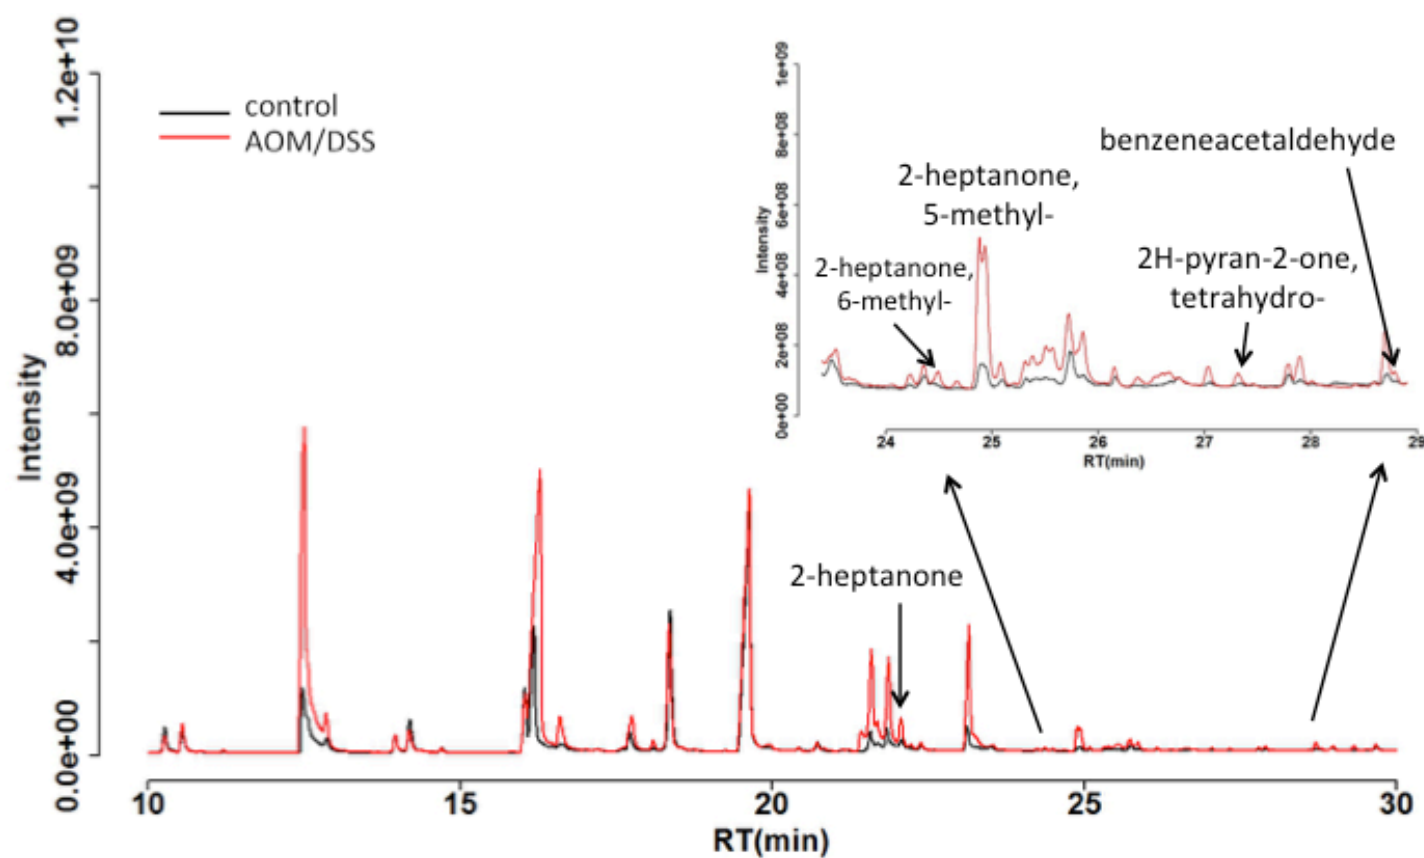 1.2e+10
8.0e+09
4.0e+09
0.0e+00
Intensity
control
AOM/DSS
10
15
20
25
30
RT(min)
2-heptanone
1e+09
8e+08
6e+08
4e+08
2e+08
0e+00
Intensity
2-heptanone,
6-methyl-
2-heptanone,
5-methyl-
benzeneacetaldehyde
2H-pyran-2-one,
tetrahydro-
24
25
26
27
28
29
RT(min)